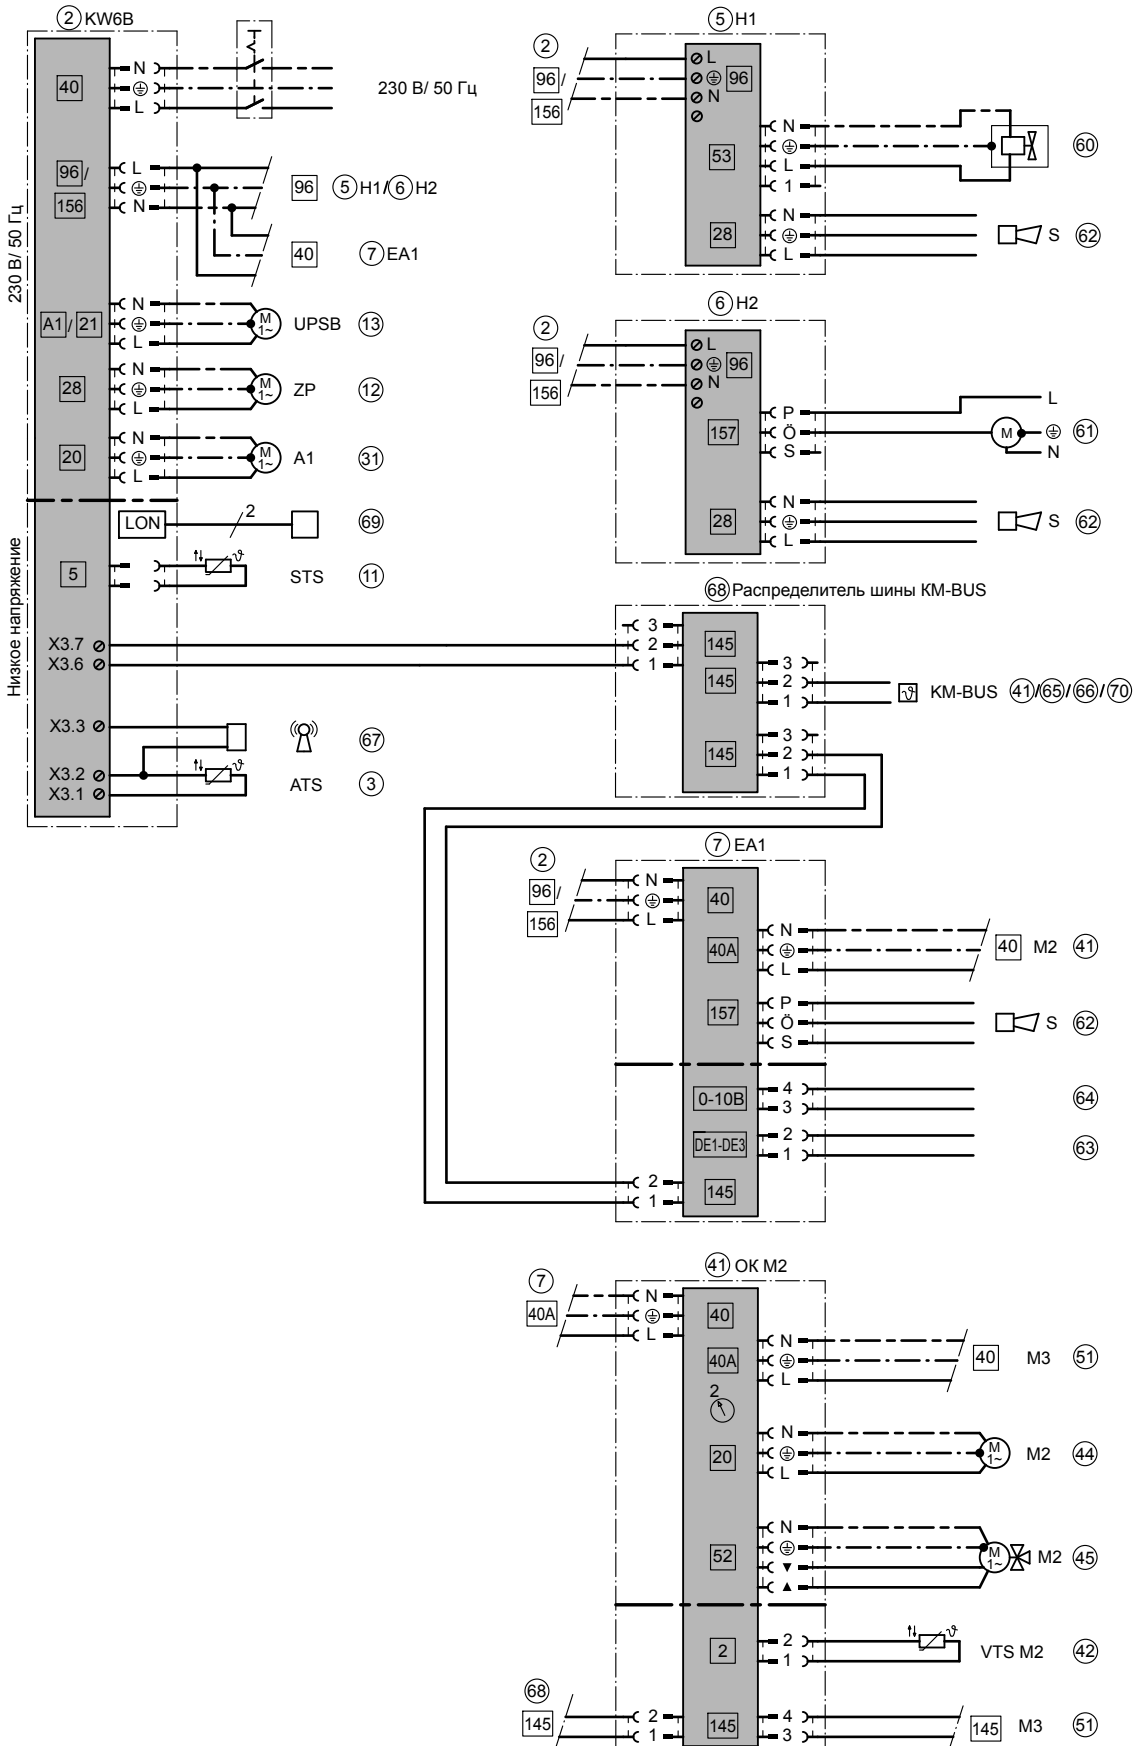 ② KW6B
230 В/ 50 Гц
40
N
L
230 В/ 50 Гц
96/
156
L
N
96 ⑤ H1/⑥ H2
40 ⑦ EA1
A1/ 21
N
L
M
1~
UPSB ⑬
28
N
L
M
1~
ZP ⑫
20
N
L
M
1~
A1 ㉛
Низкое напряжение
LON
2
69
5
ϑ
STS ⑪
X3.7
X3.6
X3.3
67
X3.2
X3.1
ϑ
ATS ③
⑤ H1
②
96/
156
L
N
96
53
N
L
1
60
28
N
L
S 62
⑥ H2
②
96/
156
L
N
96
157
P
Ö
S
M
L
N
61
28
N
L
S 62
68 Распределитель шины KM-BUS
3
2
1
145
145
3
2
1
ϑ KM-BUS 41/65/66/70
145
3
2
1
⑦ EA1
②
96/
156
N
L
40
40A
N
L
40 M2 41
157
P
Ö
S
S 62
0-10В
4
3
64
DE1-DE3
2
1
63
2
1
145
41 ОК M2
⑦
40A
N
L
40
40A
N
L
40 M3 51
2
20
N
L
M
1~
M2 44
52
N
▼
▲
M
1~
M2 45
2
2
1
ϑ
VTS M2 42
68
145
2
1
145
4
3
145 M3 51